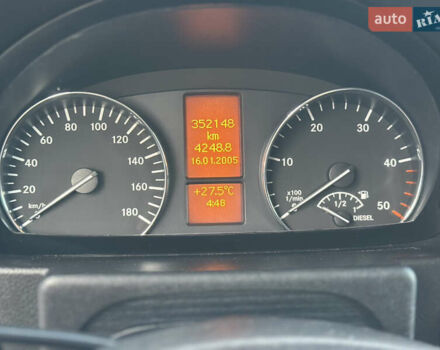 auto RIA
20 40 60 80 100 120 140 160 180
km/h
352148
km
4248.8
16.01.2005
+27.5°C
4:48
10 20 30 40 50
x100
1/min
1/2
DIESEL